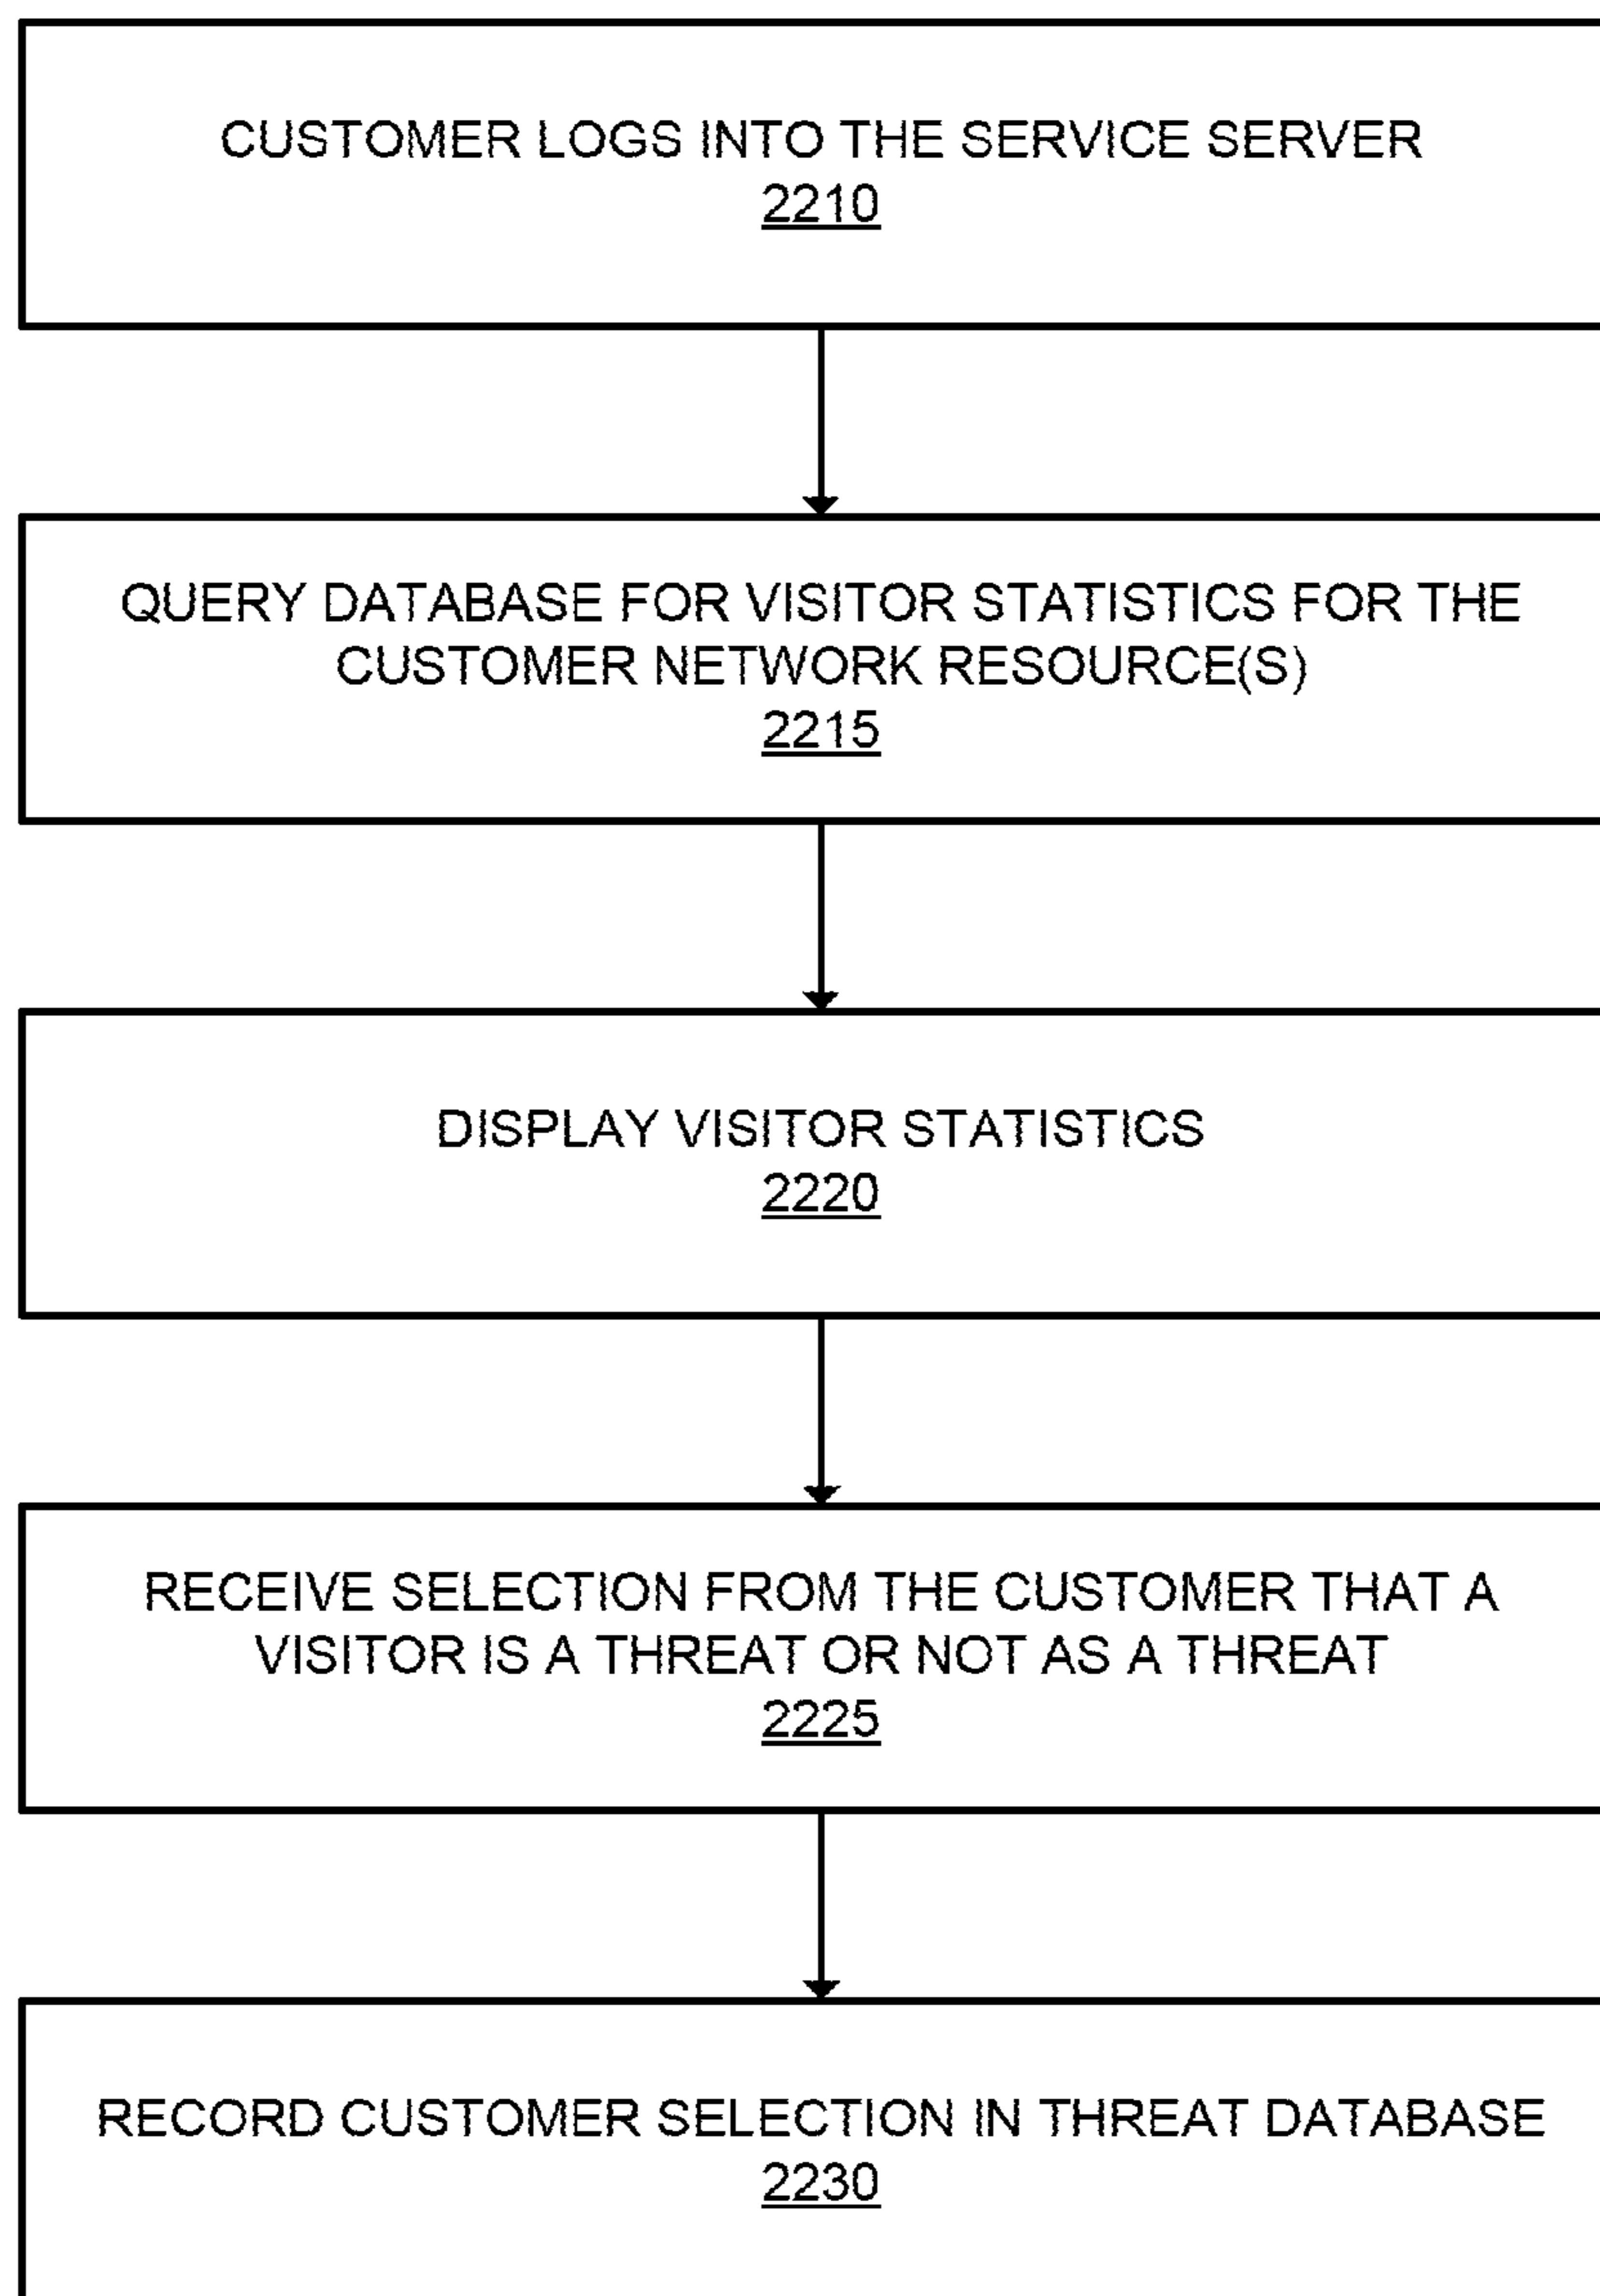 CUSTOMER LOGS INTO THE SERVICE SERVER
2210
QUERY DATABASE FOR VISITOR STATISTICS FOR THE
CUSTOMER NETWORK RESOURCE(S)
2215
DISPLAY VISITOR STATISTICS
2220
RECEIVE SELECTION FROM THE CUSTOMER THAT A
VISITOR IS A THREAT OR NOT AS A THREAT
2225
RECORD CUSTOMER SELECTION IN THREAT DATABASE
2230